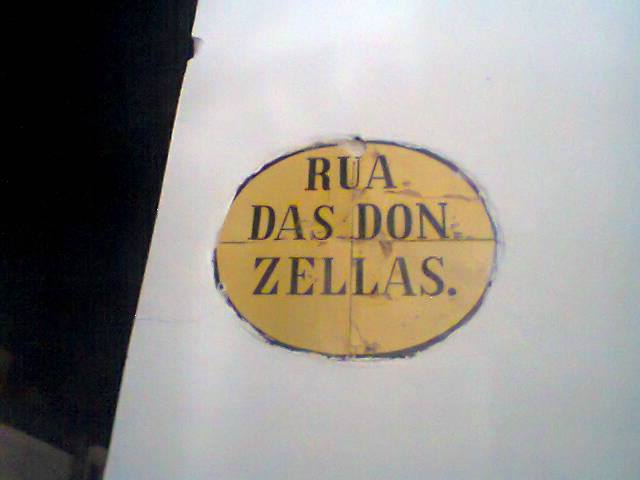 RUA
DAS DON.
ZELLAS.